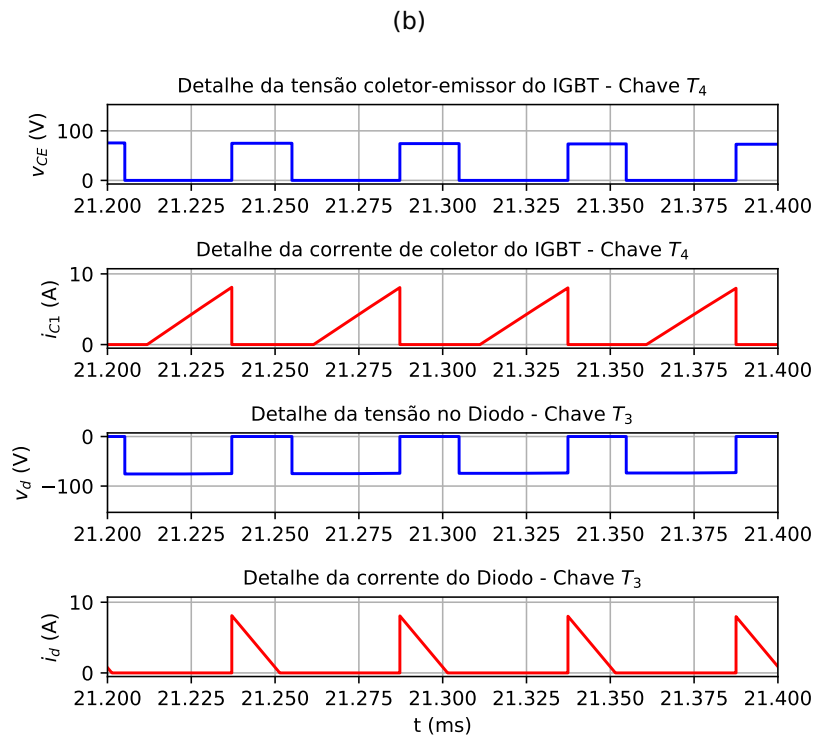 (b)
Detalhe da tensão coletor-emissor do IGBT - Chave T4
vCE (V)
100
0
21.200 21.225 21.250 21.275 21.300 21.325 21.350 21.375 21.400
Detalhe da corrente de coletor do IGBT - Chave T4
iC1 (A)
10
0
21.200 21.225 21.250 21.275 21.300 21.325 21.350 21.375 21.400
Detalhe da tensão no Diodo - Chave T3
vd (V)
0
−100
21.200 21.225 21.250 21.275 21.300 21.325 21.350 21.375 21.400
Detalhe da corrente do Diodo - Chave T3
id (A)
10
0
21.200 21.225 21.250 21.275 21.300 21.325 21.350 21.375 21.400
t (ms)